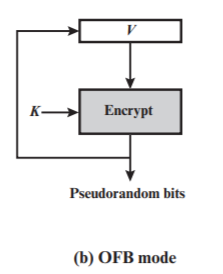 V
K
Encrypt
Pseudorandom bits
(b) OFB mode